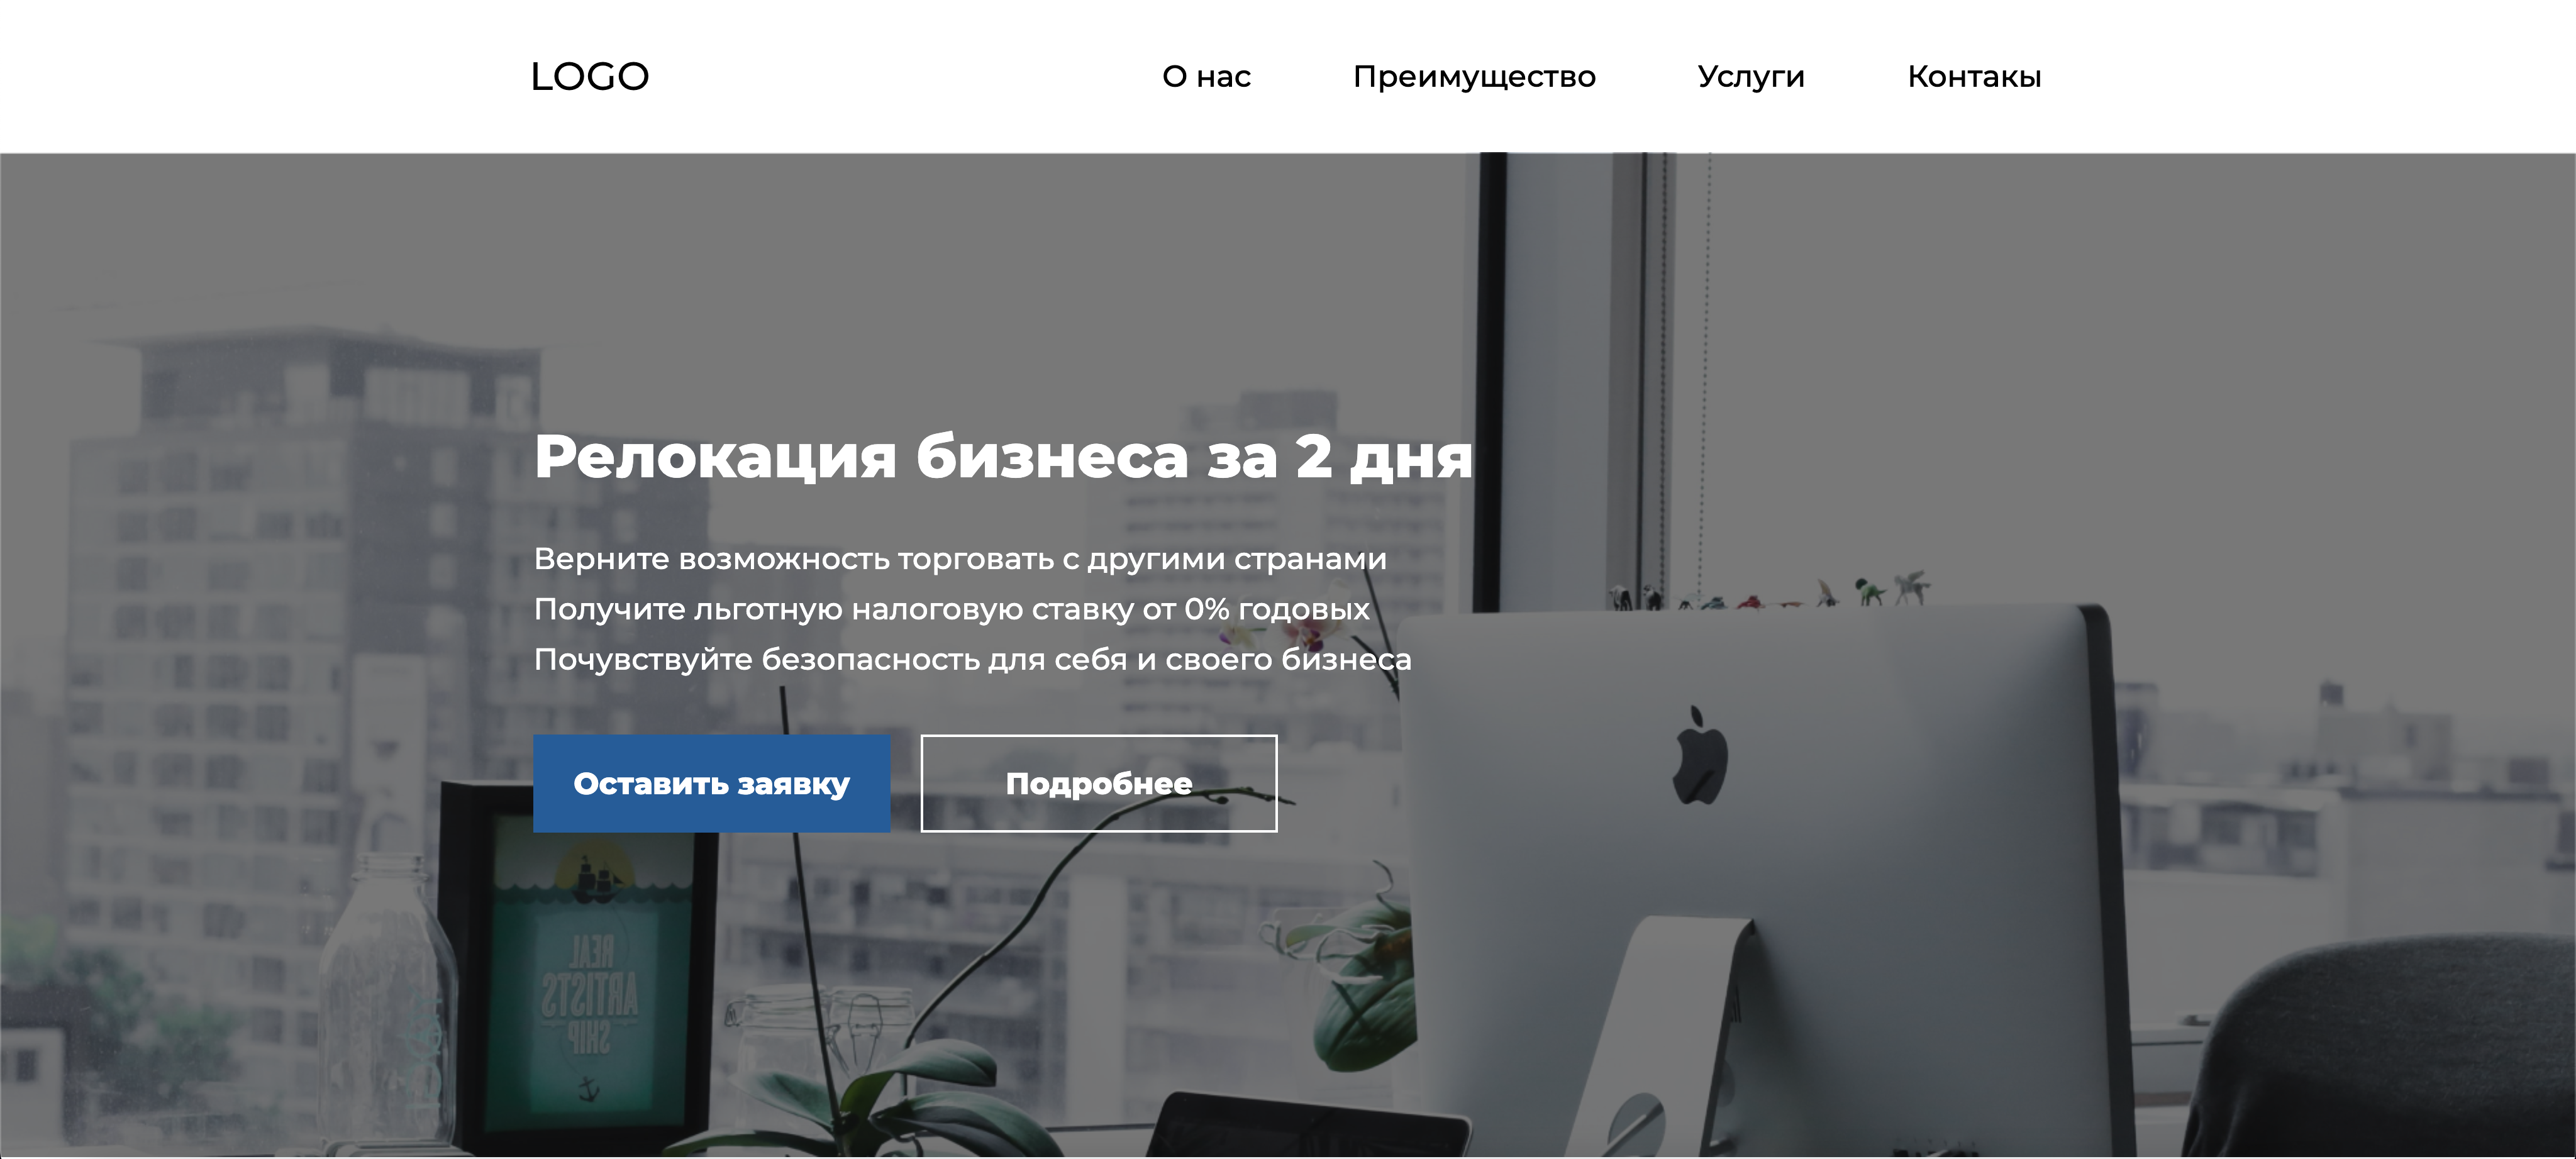 LOGO
О нас
Преимущество
Услуги
Контакы
Релокация бизнеса за 2 дня
Верните возможность торговать с другими странами
Получите льготную налоговую ставку от 0% годовых
Почувствуйте безопасность для себя и своего бизнеса
Оставить заявку
Подробнее
REAL
ARTISTS
SHIP